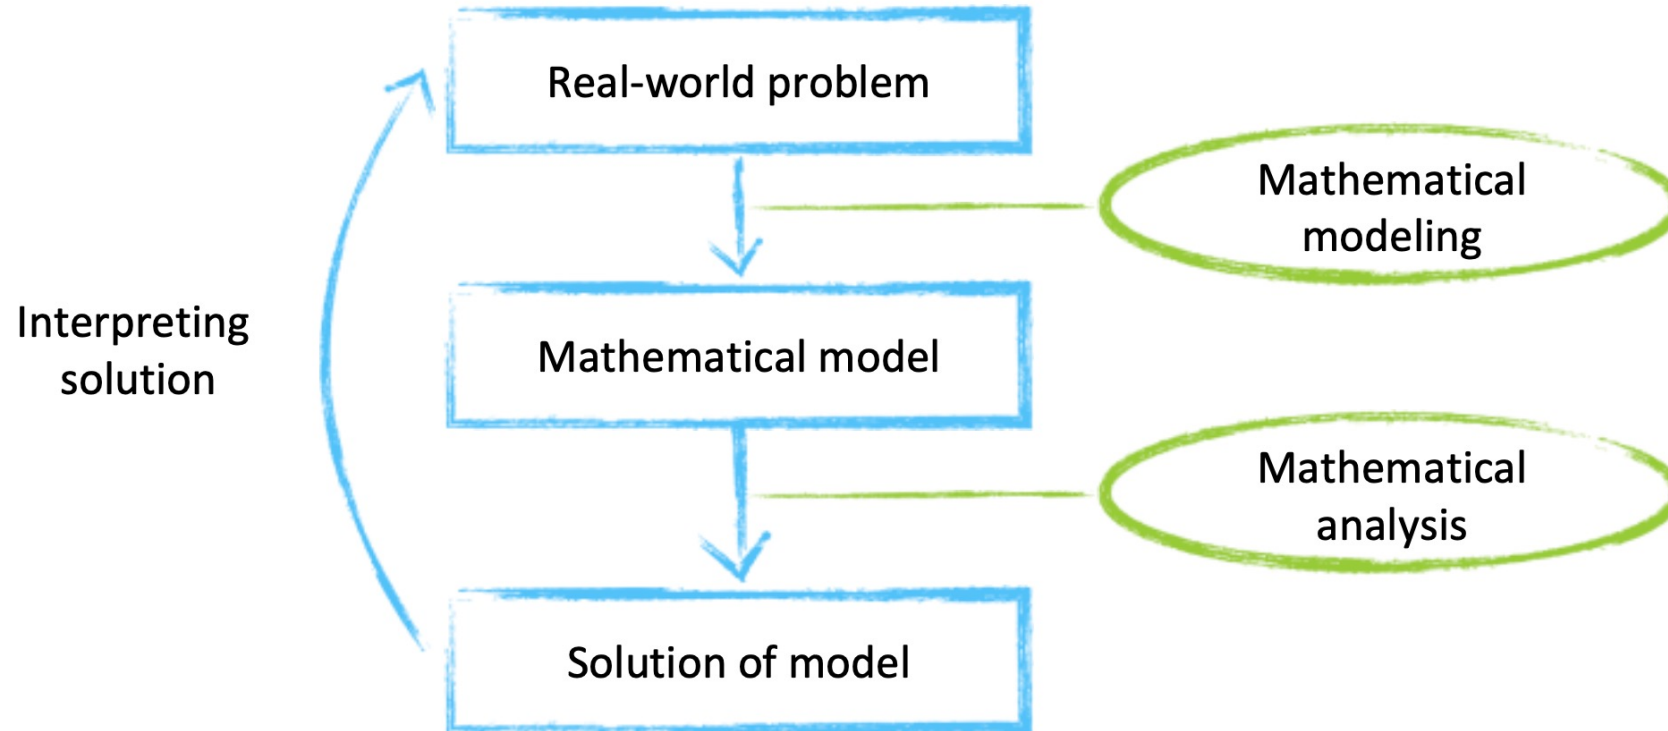 Real-world problem
Mathematical
modeling
Interpreting
solution
Mathematical model
Mathematical
analysis
Solution of model